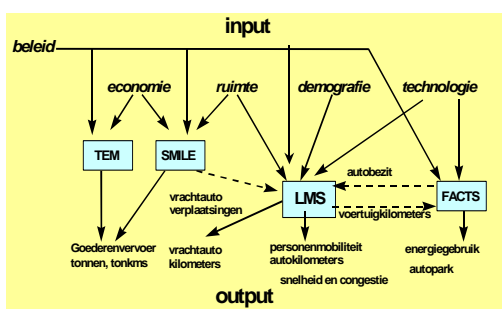 input
beleid
economie ruimte demografie technologie
TEM SMILE autobezit
LMS FACTS
vrachtauto
verplaatsingen
voertuigkilometers
Goederenvervoer
tonnen, tonkms
vrachtauto
kilometers
personenmobiliteit
autokilometers
snelheid en congestie
energiegebruik
autopark
output